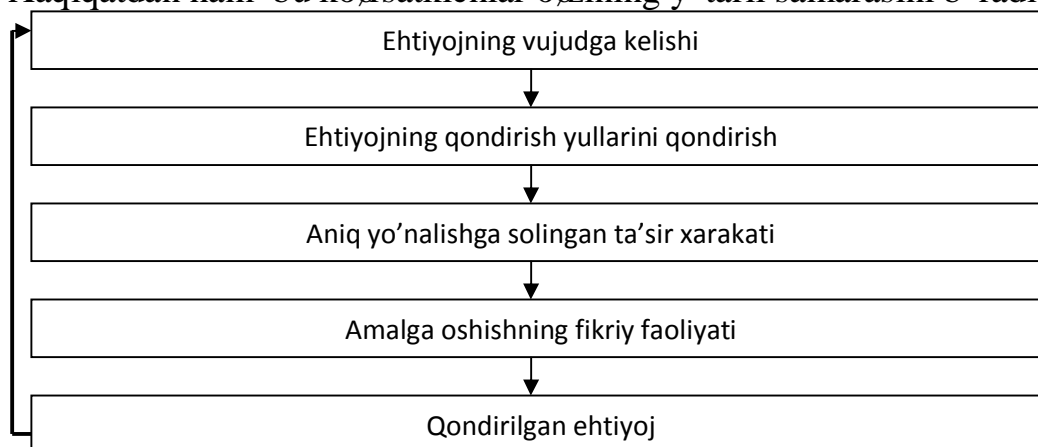 Ehtiyojning vujudga kelishi
Ehtiyojning qondirish yullarini qondirish
Aniq yo’nalishga solingan ta’sir xarakati
Amalga oshishning fikriy faoliyati
Qondirilgan ehtiyoj